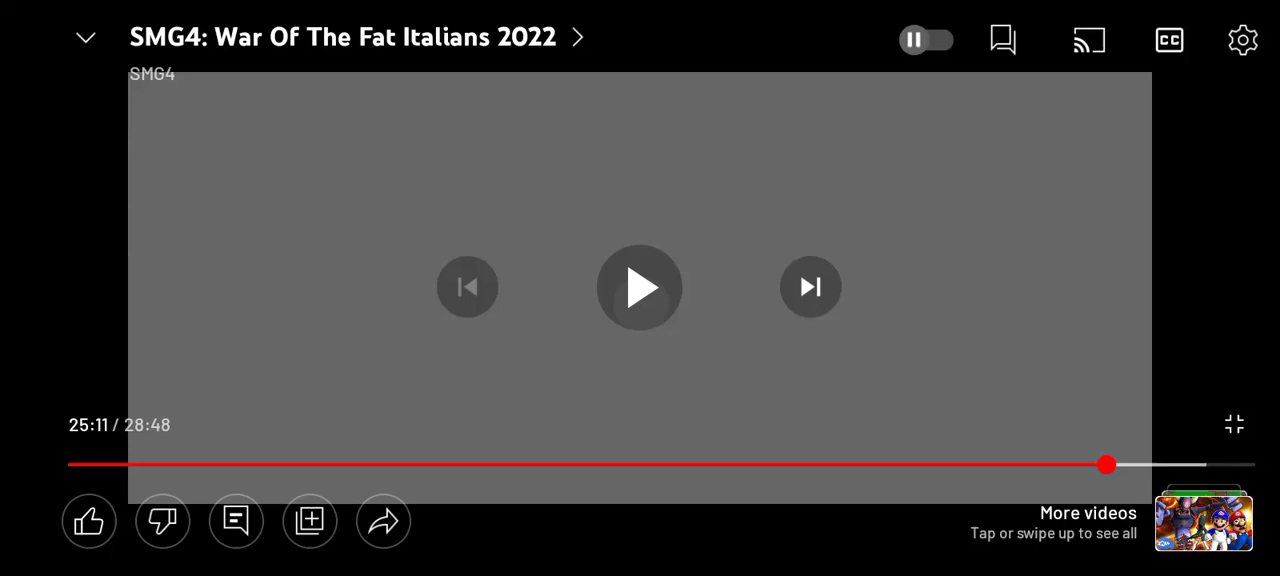 SMG4: War Of The Fat Italians 2022
SMG4
CC
25:11 / 28:48
More videos
Tap or swipe up to see all